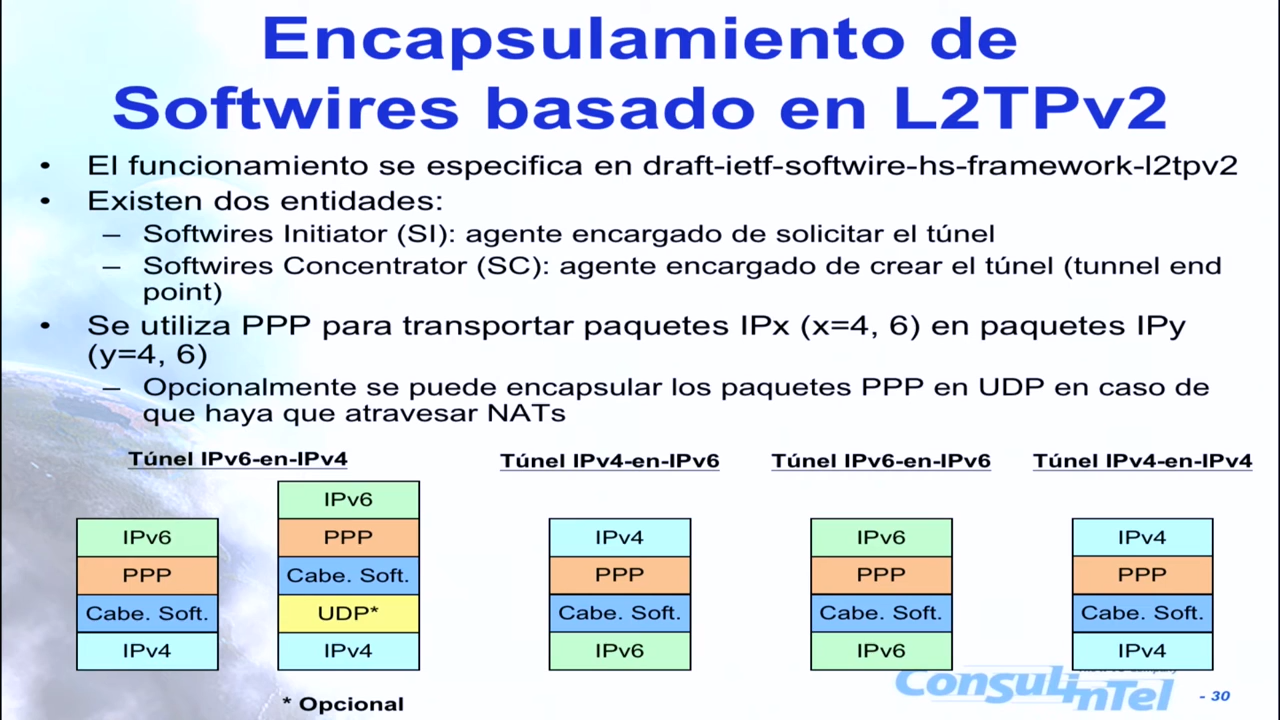 Encapsulamiento de
Softwires basado en L2TPv2
• El funcionamiento se especifica en draft-ietf-softwire-hs-framework-l2tpv2
• Existen dos entidades:
– Softwires Initiator (SI): agente encargado de solicitar el túnel
– Softwires Concentrator (SC): agente encargado de crear el túnel (tunnel end
point)
• Se utiliza PPP para transportar paquetes IPx (x=4, 6) en paquetes IPy
(y=4, 6)
– Opcionalmente se puede encapsular los paquetes PPP en UDP en caso de
que haya que atravesar NATs
Túnel IPv6-en-IPv4
IPv6
PPP
Cabe. Soft.
IPv4
IPv6
PPP
Cabe. Soft.
UDP*
IPv4
* Opcional
Túnel IPv4-en-IPv6
IPv4
PPP
Cabe. Soft.
IPv6
Túnel IPv6-en-IPv6
IPv6
PPP
Cabe. Soft.
IPv6
Túnel IPv4-en-IPv4
IPv4
PPP
Cabe. Soft.
IPv4
Consulintel
- 30